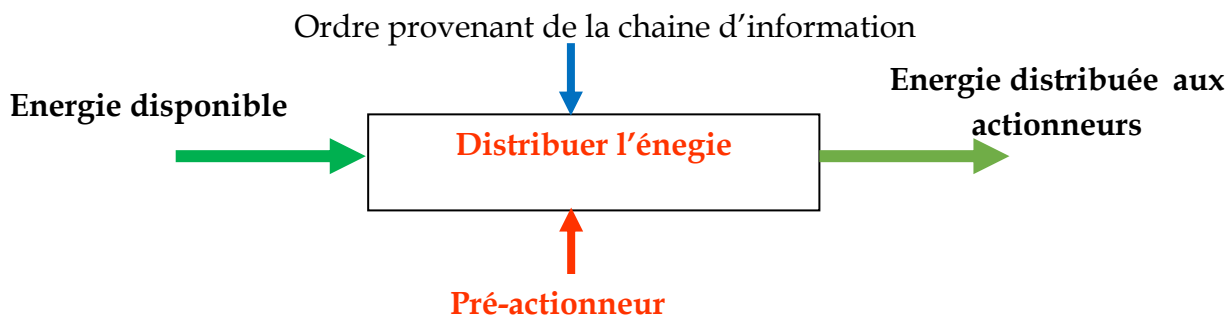 Ordre provenant de la chaine d’information
Energie disponible
Energie distribuée aux
actionneurs
Distribuer l’énegie
Pré-actionneur